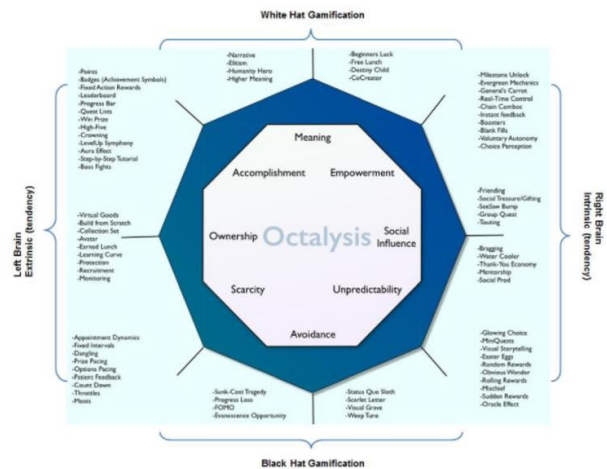 White Hat Gamification
-Narrative
-Elitism
-Humanity Hero
-Higher Meaning
-Beginners Luck
-Free Lunch
-Destiny Child
-CoCreator
-Points
-Badges (Achievement Symbols)
-Fixed Action Rewards
-Leaderboard
-Progress Bar
-Quest Lists
-Win Prize
-High-Five
-Crowning
-LevelUp Symphony
-Aura Effect
-Step-by-Step Tutorial
-Boss Fights
-Milestone Unlock
-Evergreen Mechanics
-General's Carrot
-Real-Time Control
-Chain Combos
-Instant feedback
-Boosters
-Blank Fills
-Voluntary Autonomy
-Choice Perception
Meaning
Accomplishment
Empowerment
Left Brain
Extrinsic (tendency)
-Virtual Goods
-Build from Scratch
-Collection Set
-Avatar
-Earned Lunch
-Learning Curve
-Protection
-Recruitment
-Monitoring
Ownership
Octalysis
Social
Influence
-Friending
-Social Treasure/Gifting
-SeeSaw Bump
-Group Quest
-Touting
-Bragging
-Water Cooler
-Thank-You Economy
-Mentorship
-Social Prod
Right Brain
Intrinsic (tendency)
Scarcity
Unpredictability
Avoidance
-Appointment Dynamics
-Fixed Intervals
-Dangling
-Prize Pacing
-Options Pacing
-Patient Feedback
-Count Down
-Throttles
-Moats
-Sunk-Cost Tragedy
-Progress Loss
-FOMO
-Evanescence Opportunity
-Status Quo Sloth
-Scarlet Letter
-Visual Grave
-Weep Tune
-Glowing Choice
-MiniQuests
-Visual Storytelling
-Easter Eggs
-Random Rewards
-Obvious Wonder
-Rolling Rewards
-Mischief
-Sudden Rewards
-Oracle Effect
Black Hat Gamification